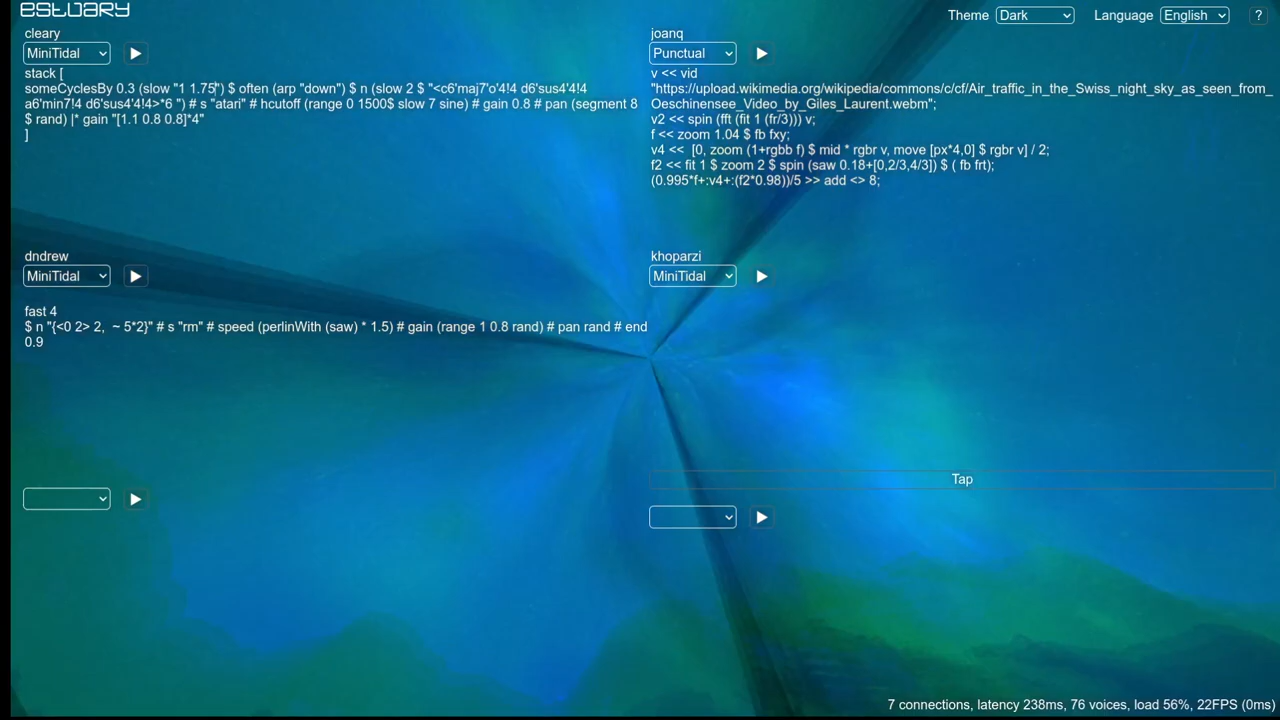 ESTUARY
Theme Dark Language English ?
cleary
MiniTidal
stack [
someCyclesBy 0.3 (slow "1 1.75") $ often (arp "down") $ n (slow 2 $ "<c6'maj7'o'4!4 d6'sus4'4!4
a6'min7!4 d6'sus4'4!4>*6 ") # s "atari" # hcutoff (range 0 1500$ slow 7 sine) # gain 0.8 # pan (segment 8
$ rand) |* gain "[1.1 0.8 0.8]*4"
]
joanq
Punctual
v << vid
"https://upload.wikimedia.org/wikipedia/commons/c/cf/Air_traffic_in_the_Swiss_night_sky_as_seen_from_
Oeschinensee_Video_by_Giles_Laurent.webm";
v2 << spin (fft (fit 1 (fr/3))) v;
f << zoom 1.04 $ fb fxy;
v4 <<  [0, zoom (1+rgbb f) $ mid * rgbr v, move [px*4,0] $ rgbr v] / 2;
f2 << fit 1 $ zoom 2 $ spin (saw 0.18+[0,2/3,4/3]) $ ( fb frt);
(0.995*f+:v4+:(f2*0.98))/5 >> add <> 8;
dndrew
MiniTidal
fast 4
$ n "{<0 2> 2,  ~ 5*2}" # s "rm" # speed (perlinWith (saw) * 1.5) # gain (range 1 0.8 rand) # pan rand # end
0.9
khoparzi
MiniTidal
Tap
7 connections, latency 238ms, 76 voices, load 56%, 22FPS (0ms)